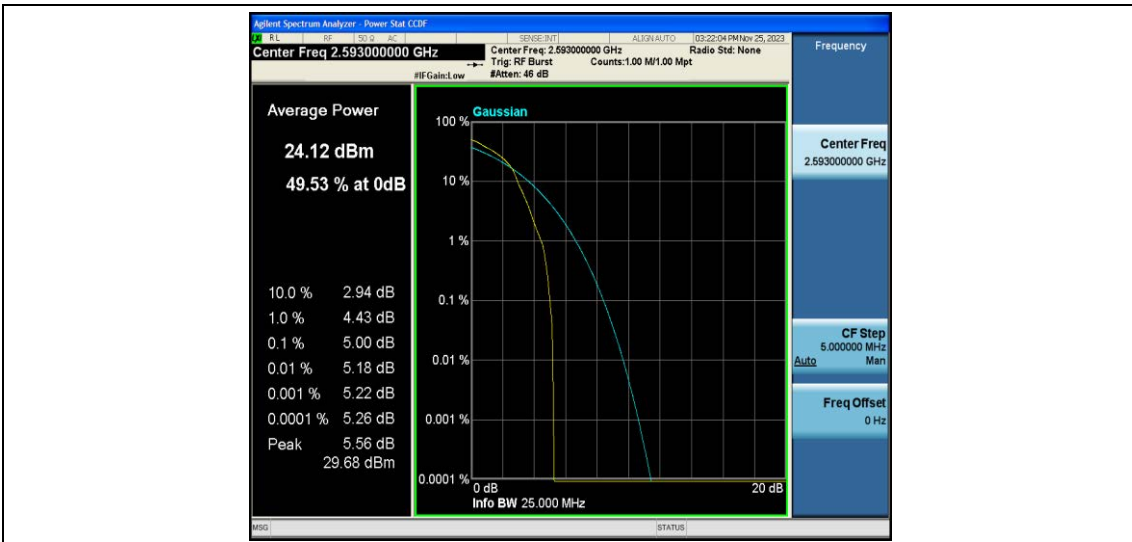 Agilent Spectrum Analyzer - Power Stat CCDF
LXI RL RF 50 Ω AC SENSE:INT ALIGN AUTO 03:22:04 PM Nov 25, 2023
Center Freq 2.593000000 GHz
Center Freq: 2.593000000 GHz Radio Std: None
Trig: RF Burst Counts:1.00 M/1.00 Mpt
#IFGain:Low #Atten: 46 dB
Frequency
Average Power
24.12 dBm
49.53 % at 0dB
10.0 % 2.94 dB
1.0 % 4.43 dB
0.1 % 5.00 dB
0.01 % 5.18 dB
0.001 % 5.22 dB
0.0001 % 5.26 dB
Peak 5.56 dB
29.68 dBm
Gaussian
100 %
10 %
1 %
0.1 %
0.01 %
0.001 %
0.0001 %
0 dB 20 dB
Info BW 25.000 MHz
Center Freq
2.593000000 GHz
CF Step
5.000000 MHz
Auto Man
Freq Offset
0 Hz
MSG STATUS